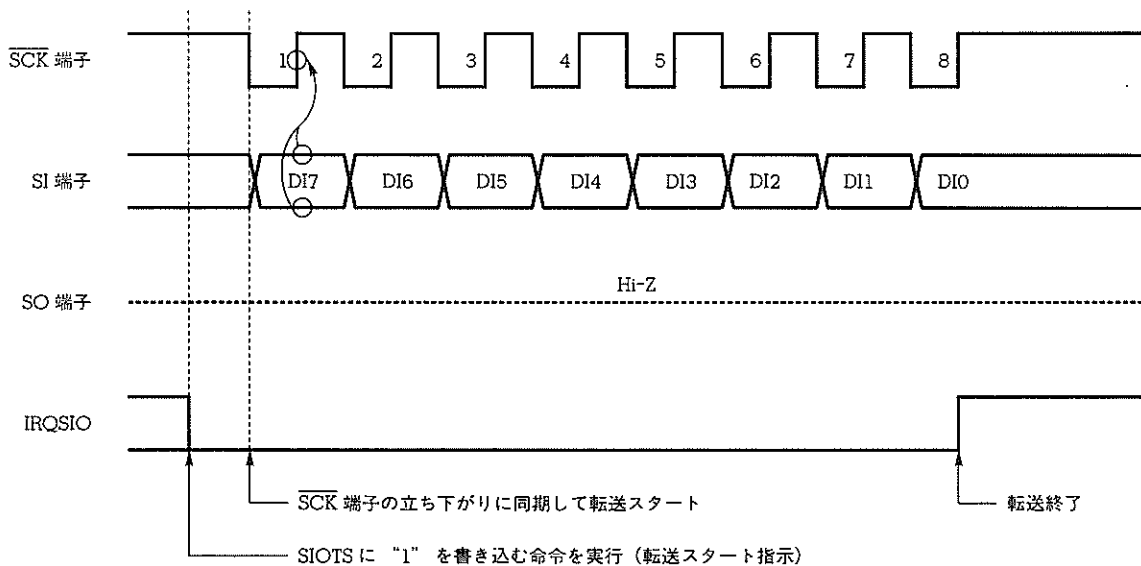 SCK 端子
1 2 3 4 5 6 7 8
SI 端子
DI7 DI6 DI5 DI4 DI3 DI2 DI1 DI0
Hi-Z
SO 端子
IRQSIO
SCK 端子の立ち下がりに同期して転送スタート
転送終了
SIOTS に “1” を書き込む命令を実行（転送スタート指示）